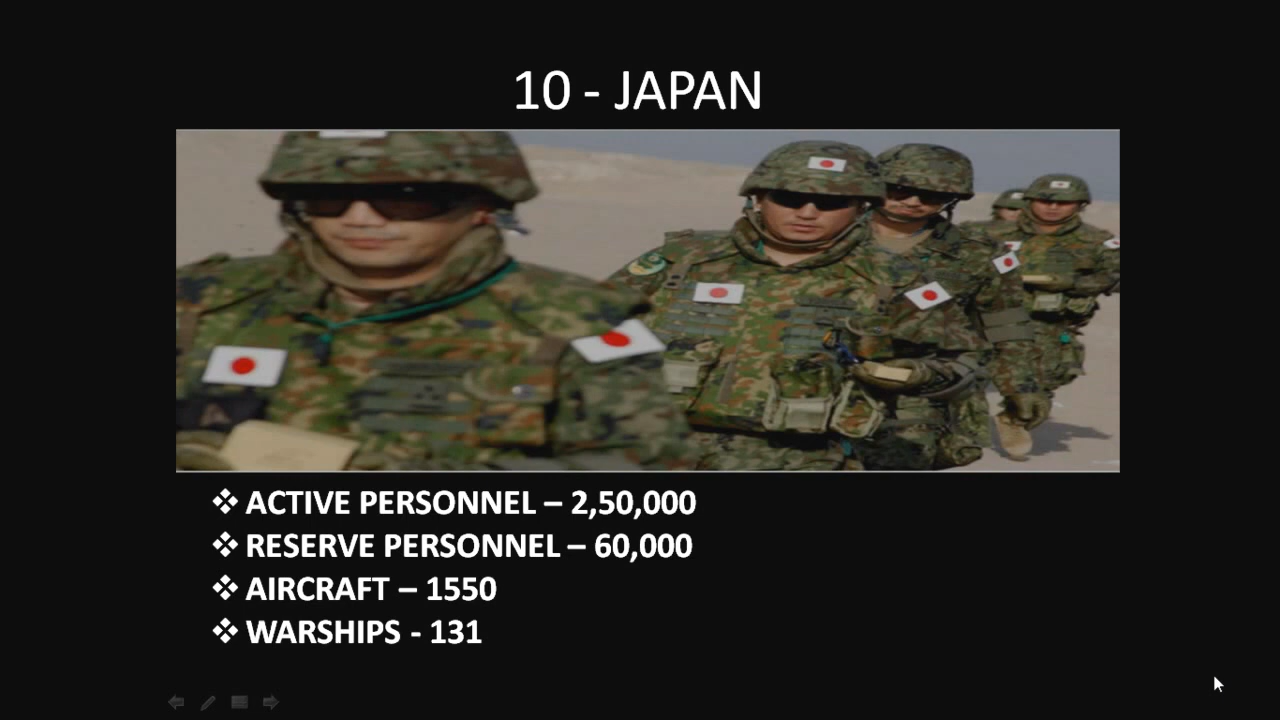 10 - JAPAN
❖ ACTIVE PERSONNEL – 2,50,000
❖ RESERVE PERSONNEL – 60,000
❖ AIRCRAFT – 1550
❖ WARSHIPS - 131